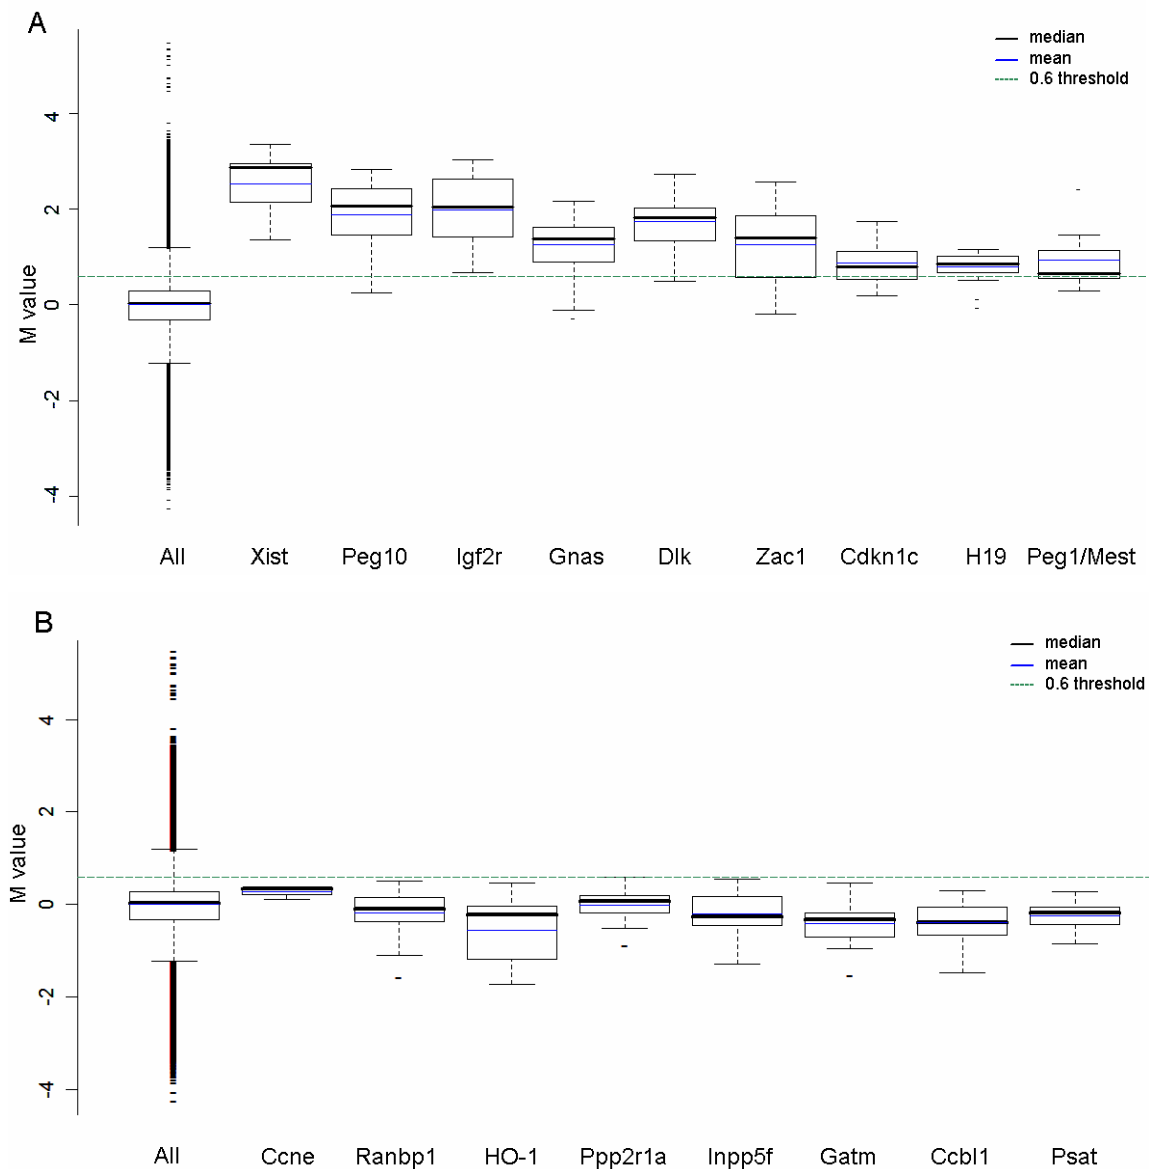 A
median
mean
0.6 threshold
M value
4
2
0
-2
-4
All Xist Peg10 Igf2r Gnas Dlk Zac1 Cdkn1c H19 Peg1/Mest
B
median
mean
0.6 threshold
M value
4
2
0
-2
-4
All Ccne Ranbp1 HO-1 Ppp2r1a Inpp5f Gatm Ccbl1 Psat